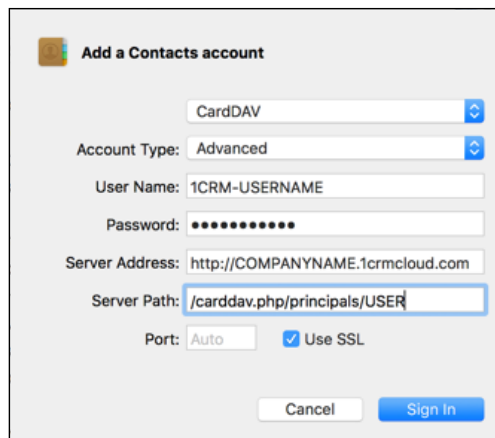 Add a Contacts account
CardDAV
Account Type: Advanced
User Name: 1CRM-USERNAME
Password: •••••••••••
Server Address: http://COMPANYNAME.1crmcloud.com
Server Path: /carddav.php/principals/USER
Port: Auto Use SSL
Cancel Sign In